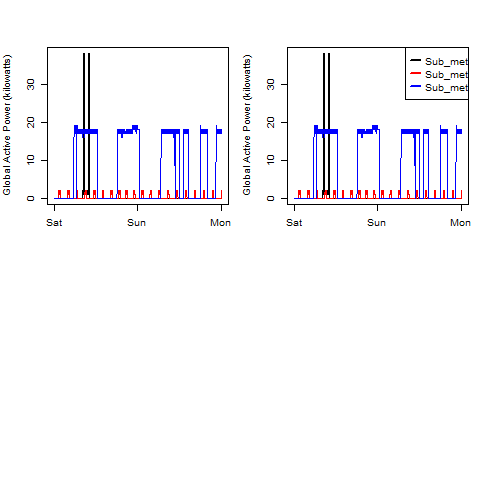 Global Active Power (kilowatts)
30
20
10
0
Sat
Sun
Mon
Global Active Power (kilowatts)
30
20
10
0
Sat
Sun
Mon
Sub_met
Sub_met
Sub_met